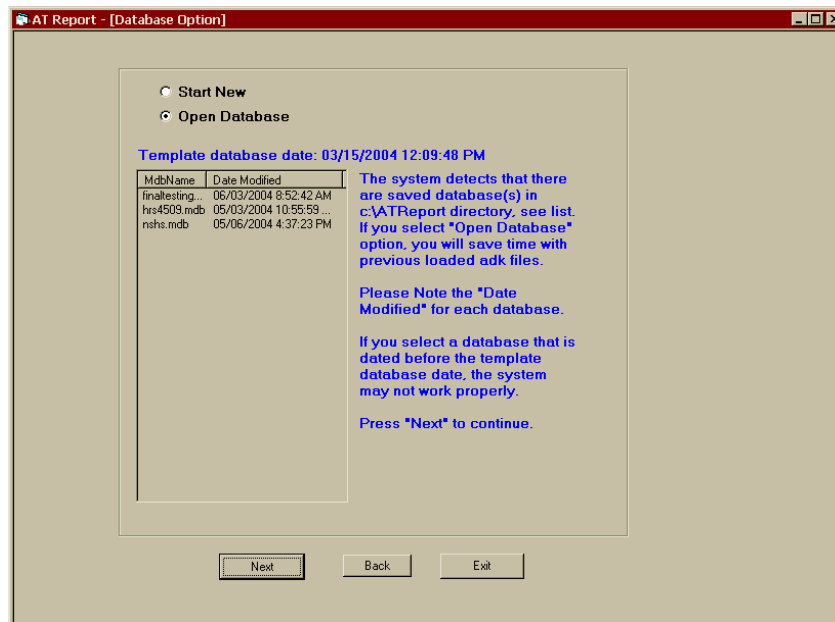 AT Report - [Database Option]
Start New
Open Database
Template database date: 03/15/2004 12:09:48 PM
MdbName Date Modified
finaltesting... 06/03/2004 8:52:42 AM
hrs4509.mdb 05/03/2004 10:55:59 ...
nshs.mdb 05/06/2004 4:37:23 PM
The system detects that there
are saved database(s) in
c:\ATReport directory, see list.
If you select "Open Database"
option, you will save time with
previous loaded adk files.
Please Note the "Date
Modified" for each database.
If you select a database that is
dated before the template
database date, the system
may not work properly.
Press "Next" to continue.
Next Back Exit